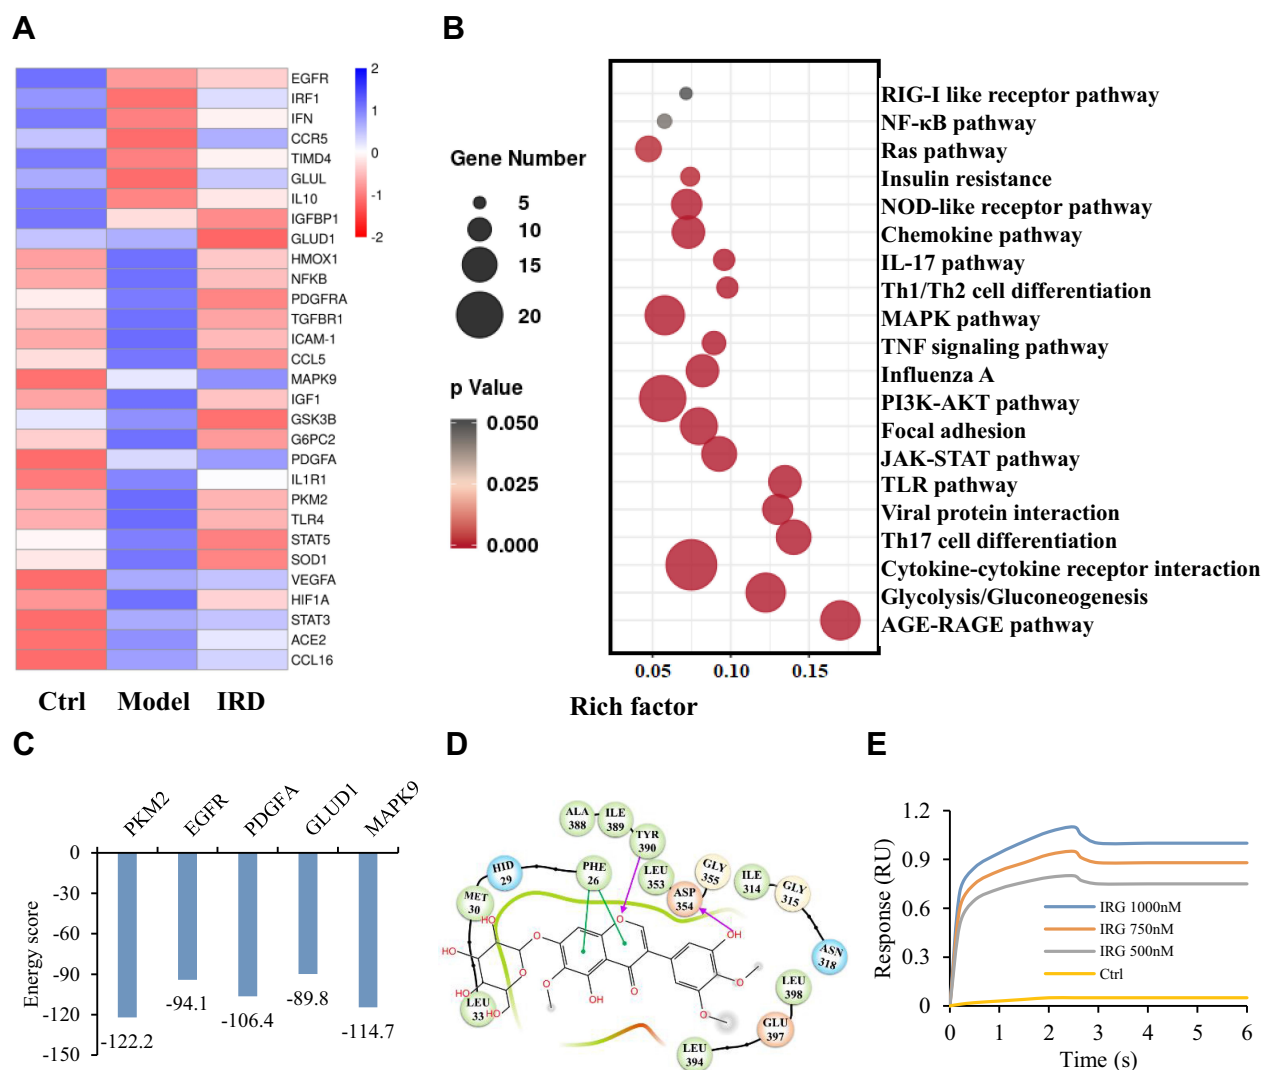 A
EGFR
IRF1
IFN
CCR5
TIMD4
GLUL
IL10
IGFBP1
GLUD1
HMOX1
NFKB
PDGFRA
TGFBR1
ICAM-1
CCL5
MAPK9
IGF1
GSK3B
G6PC2
PDGFA
IL1R1
PKM2
TLR4
STAT5
SOD1
VEGFA
HIF1A
STAT3
ACE2
CCL16
2
1
0
-1
-2
Ctrl Model IRD
B
Gene Number
5
10
15
20
p Value
0.050
0.025
0.000
RIG-I like receptor pathway
NF-κB pathway
Ras pathway
Insulin resistance
NOD-like receptor pathway
Chemokine pathway
IL-17 pathway
Th1/Th2 cell differentiation
MAPK pathway
TNF signaling pathway
Influenza A
PI3K-AKT pathway
Focal adhesion
JAK-STAT pathway
TLR pathway
Viral protein interaction
Th17 cell differentiation
Cytokine-cytokine receptor interaction
Glycolysis/Gluconeogenesis
AGE-RAGE pathway
0.05 0.10 0.15
Rich factor
C
PKM2 EGFR PDGFA GLUD1 MAPK9
Energy score
0
-30
-60
-90
-120
-150
-122.2
-94.1
-106.4
-89.8
-114.7
D
ALA
388
ILE
389
TYR
390
HID
29
PHE
26
LEU
353
GLY
355
ASP
354
ILE
314
GLY
315
MET
30
ASN
318
LEU
33
LEU
398
GLU
397
LEU
394
HO
HO
HO
HO
O
O
O
OH
O
O
OH
O
O
E
Response (RU)
1.2
0.9
0.6
0.3
0
IRG 1000nM
IRG 750nM
IRG 500nM
Ctrl
0 1 2 3 4 5 6
Time (s)